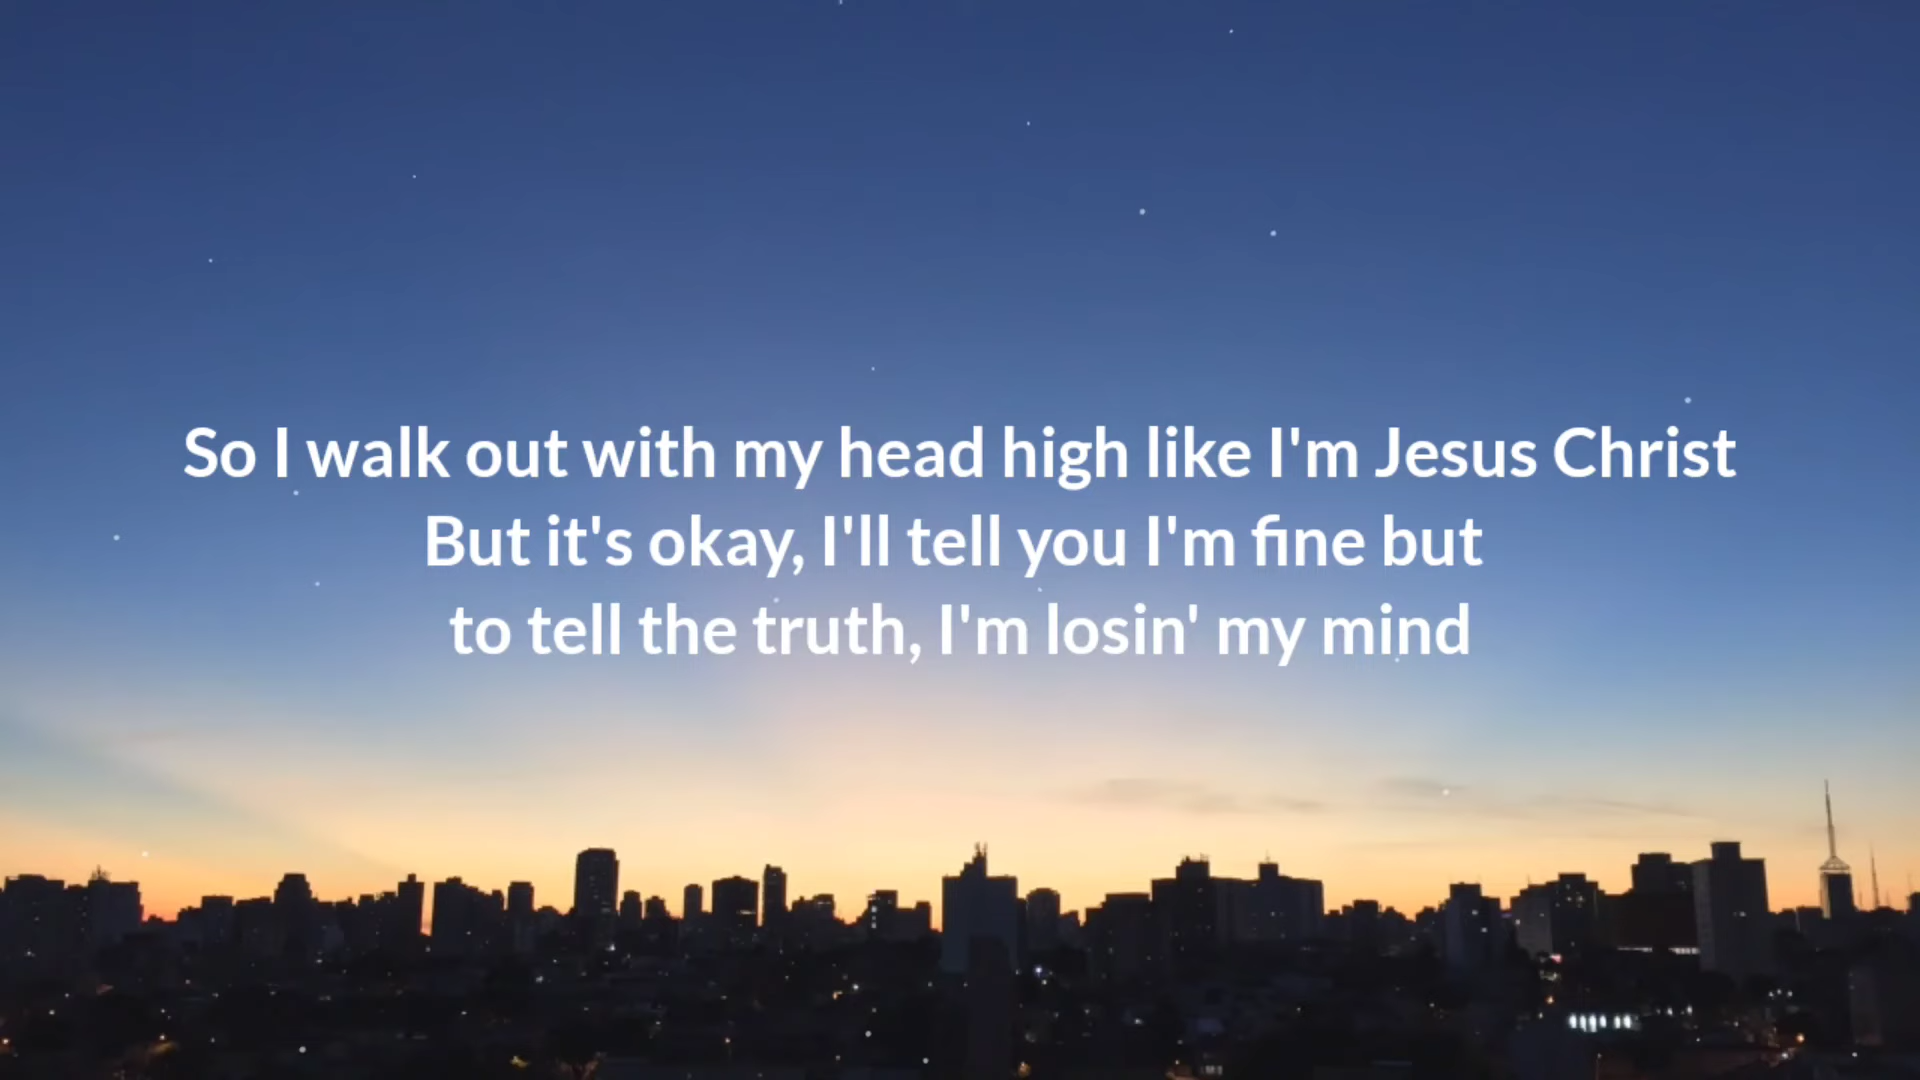 So I walk out with my head high like I'm Jesus Christ
But it's okay, I'll tell you I'm fine but
to tell the truth, I'm losin' my mind